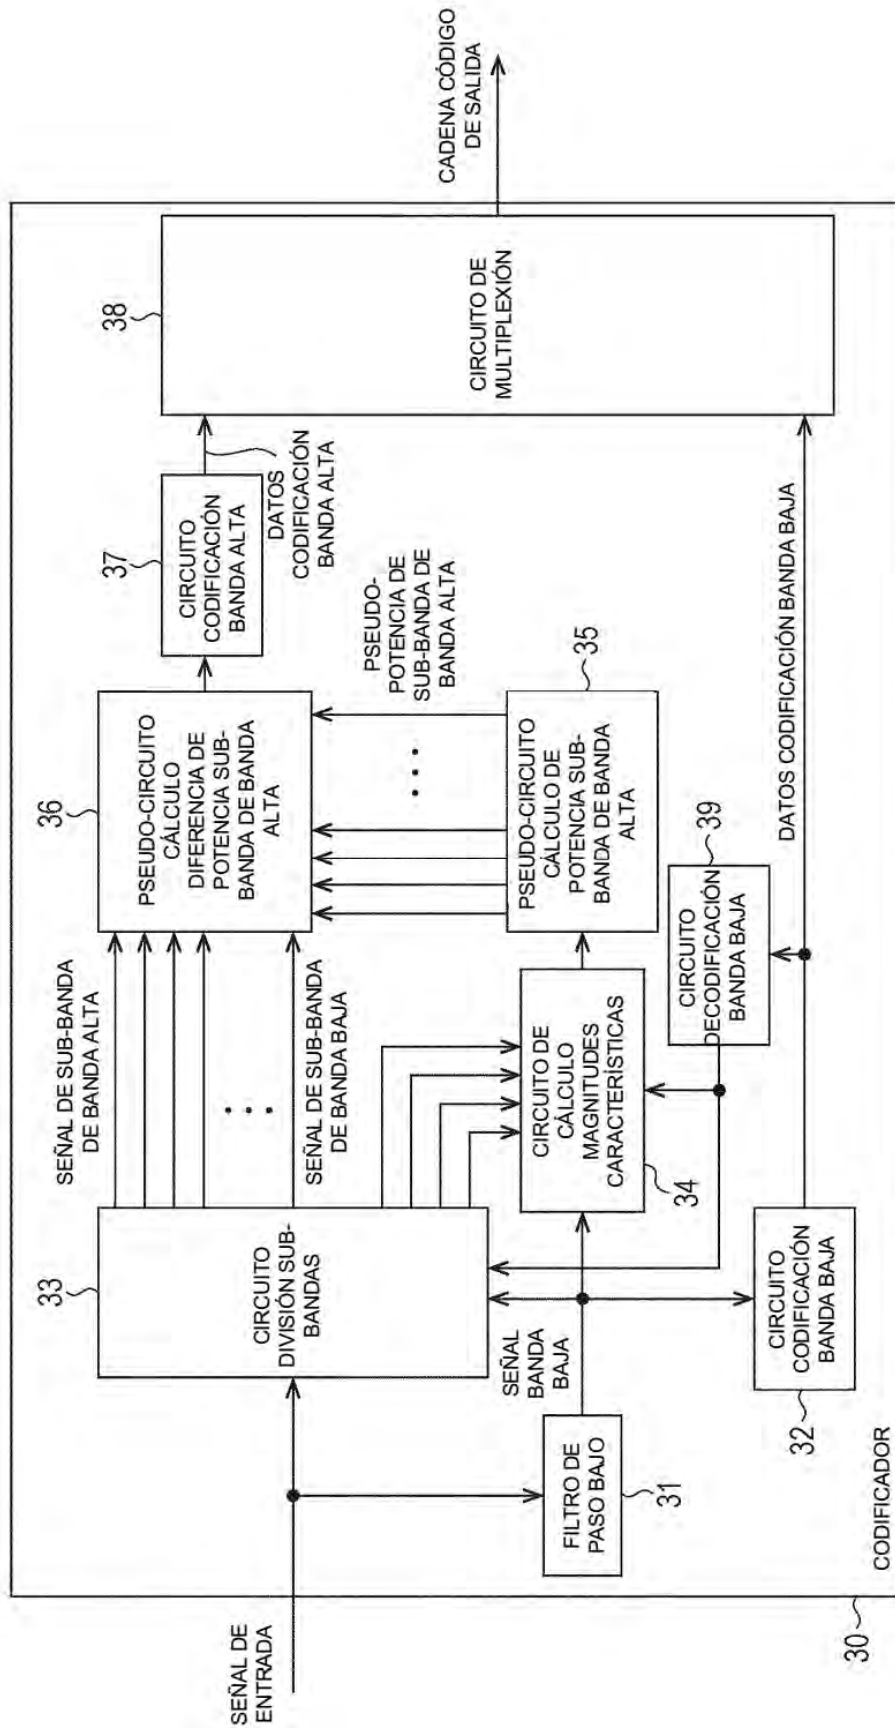 SEÑAL DE
ENTRADA
30
CODIFICADOR
FILTRO DE
PASO BAJO
31
SEÑAL
BANDA
BAJA
CIRCUITO
CODIFICACIÓN
BANDA BAJA
32
33
CIRCUITO
DIVISIÓN SUB-
BANDAS
SEÑAL DE SUB-BANDA
DE BANDA ALTA
SEÑAL DE SUB-BANDA
DE BANDA BAJA
CIRCUITO DE
CÁLCULO
MAGNITUDES
CARACTERÍSTICAS
34
CIRCUITO
DECODIFICACIÓN
BANDA BAJA
39
PSEUDO-CIRCUITO
CÁLCULO DE
POTENCIA SUB-
BANDA DE BANDA
ALTA
35
36
PSEUDO-CIRCUITO
CÁLCULO
DIFERENCIA DE
POTENCIA SUB-
BANDA DE BANDA
ALTA
PSEUDO-
POTENCIA DE
SUB-BANDA DE
BANDA ALTA
37
CIRCUITO
CODIFICACIÓN
BANDA ALTA
DATOS
CODIFICACIÓN
BANDA ALTA
DATOS CODIFICACIÓN BANDA BAJA
38
CIRCUITO DE
MULTIPLEXIÓN
CADENA CÓDIGO
DE SALIDA